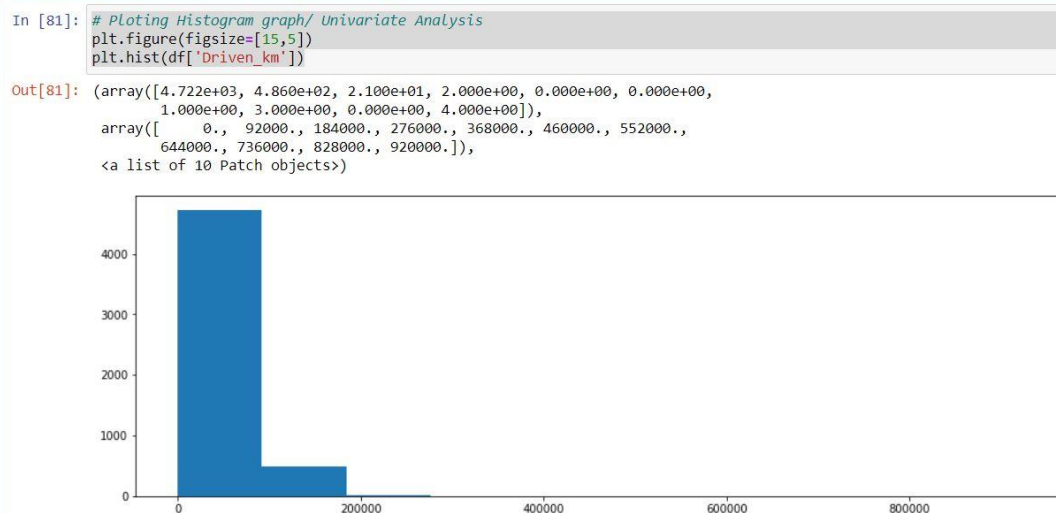 In [81]: # Ploting Histogram graph/ Univariate Analysis
plt.figure(figsize=[15,5])
plt.hist(df['Driven_km'])
Out[81]: (array([4.722e+03, 4.860e+02, 2.100e+01, 2.000e+00, 0.000e+00, 0.000e+00,
1.000e+00, 3.000e+00, 0.000e+00, 4.000e+00]),
array([ 0., 92000., 184000., 276000., 368000., 460000., 552000.,
644000., 736000., 828000., 920000.]),
<a list of 10 Patch objects>)
4000
3000
2000
1000
0
0 200000 400000 600000 800000